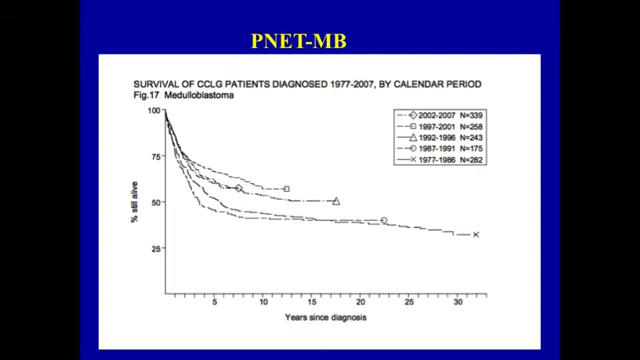 PNET-MB
SURVIVAL OF CCLG PATIENTS DIAGNOSED 1977-2007, BY CALENDAR PERIOD
Fig.17 Medulloblastoma
100
75
50
25
% still alive
2002-2007 N=339
1997-2001 N=258
1992-1996 N=243
1987-1991 N=175
1977-1986 N=282
5 10 15 20 25 30
Years since diagnosis